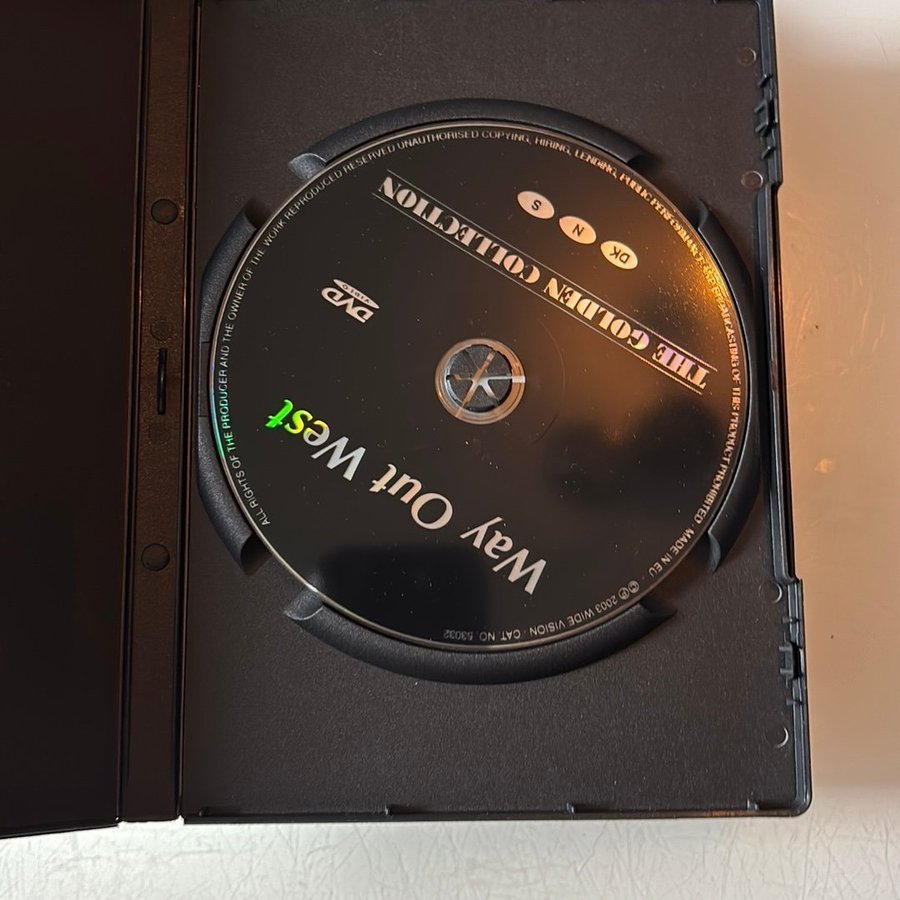 THE GOLDEN COLLECTION
DK N S
DVD
VIDEO
Way Out West
ALL RIGHTS OF THE PRODUCER AND THE OWNER OF THE WORK REPRODUCED RESERVED UNAUTHORISED COPYING, HIRING, LENDING, PUBLIC PERFORMANCE BROADCASTING OF THIS PRODUCT PROHIBITED MADE IN EU · ©℗ 2003 WIDE VISION · CAT. NO. 53032